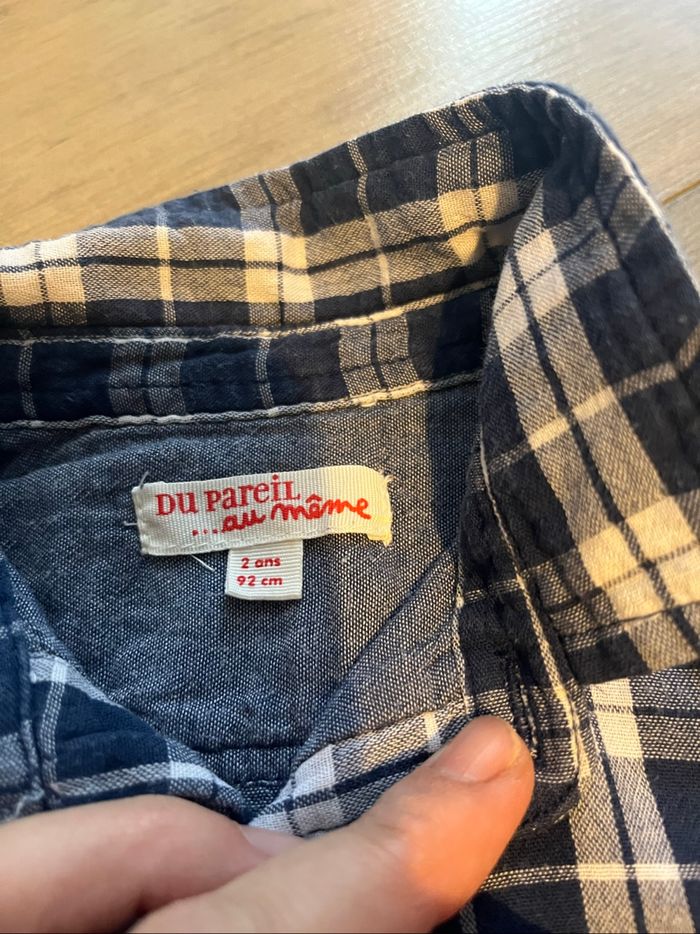 Du Pareil
...au même
2 ans
92 cm